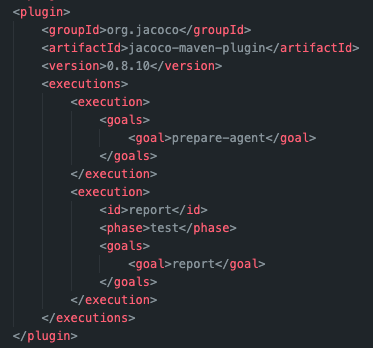 <plugin>
<groupId>org.jacoco</groupId>
<artifactId>jacoco-maven-plugin</artifactId>
<version>0.8.10</version>
<executions>
<execution>
<goals>
<goal>prepare-agent</goal>
</goals>
</execution>
<execution>
<id>report</id>
<phase>test</phase>
<goals>
<goal>report</goal>
</goals>
</execution>
</executions>
</plugin>